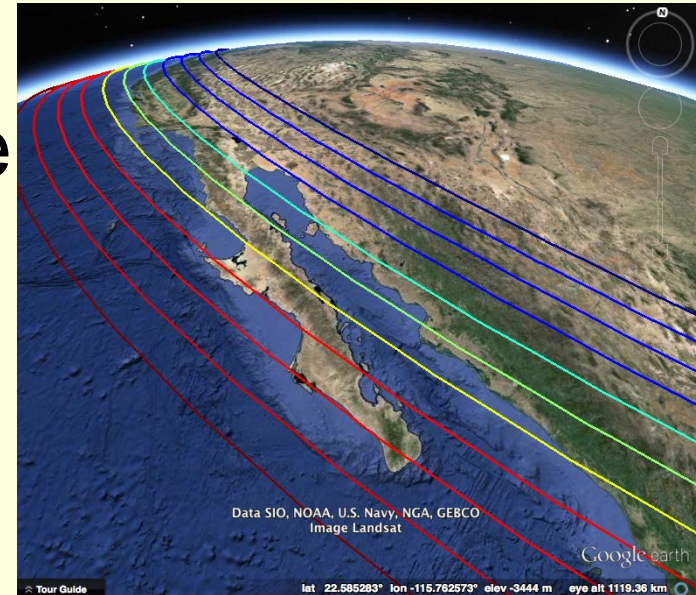 e
N
Data SIO, NOAA, U.S. Navy, NGA, GEBCO
Image Landsat
Google earth
Tour Guide
lat 22.585283° lon -115.762573° elev -3444 m eye alt 1119.36 km